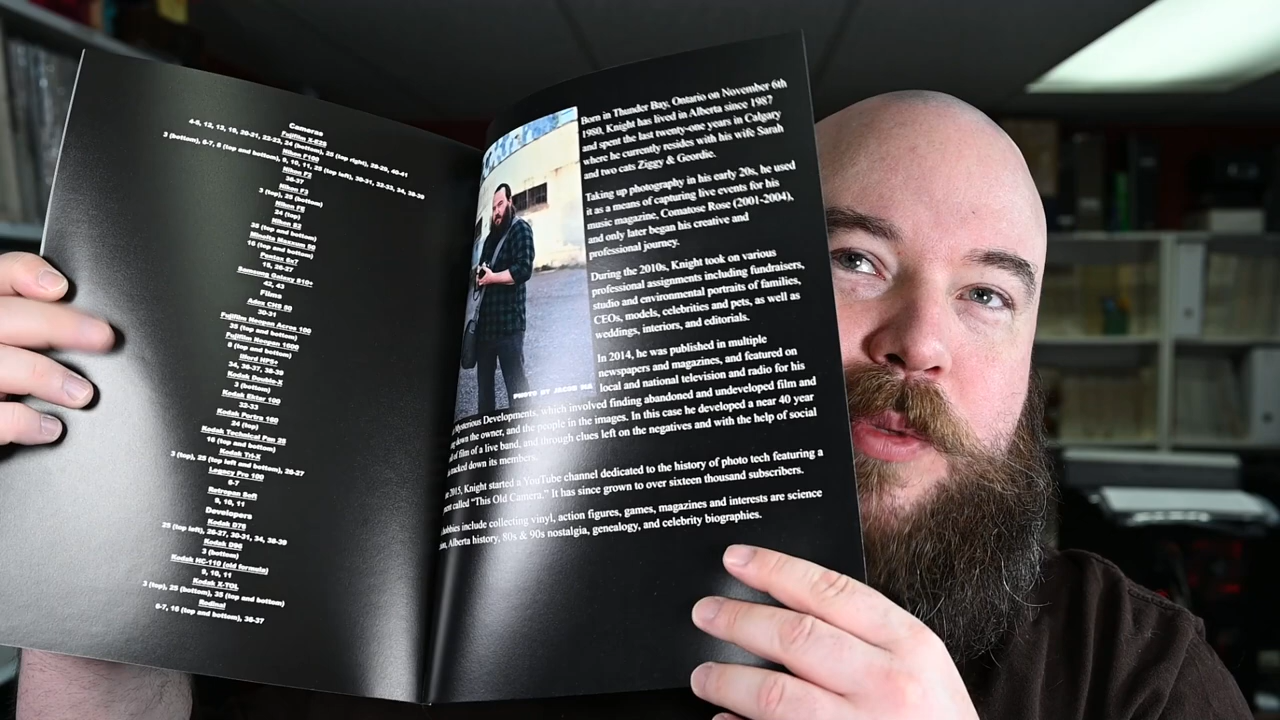 Cameras
Fujifilm X-E2S
4-5, 12, 13, 19, 20-21, 22-23, 24 (bottom), 25 (top right), 28-29, 40-41
Nikon F100
3 (bottom), 6-7, 8 (top and bottom), 9, 10, 11, 25 (top left), 30-31, 32-33, 34, 38-39
36-37
Nikon F3
3 (top), 25 (bottom)
24 (top)
35 (top and bottom)
16 (top and bottom)
Pentax 6x7
18, 26-27
Samsung Galaxy S10+
42, 43
Films
Adox CHS 50
30-31
Fujifilm Neopan Acros 100
35 (top and bottom)
Fujifilm Neopan 1600
8 (top and bottom)
Ilford HP5+
34, 36-37, 38-39
Kodak Double-X
3 (bottom)
Kodak Ektar 100
32-33
Kodak Portra 160
24 (top)
Kodak Technical Pan 25
16 (top and bottom)
Kodak Tri-X
3 (top), 25 (top left and bottom), 26-27
Legacy Pro 100
6-7
Retropan Soft
9, 10, 11
Developers
Kodak D76
25 (top left), 26-27, 30-31, 34, 38-39
Kodak D96
3 (bottom)
Kodak HC-110 (old formula)
9, 10, 11
Kodak X-TOL
3 (top), 25 (bottom), 35 (top and bottom)
Rodinal
6-7, 16 (top and bottom), 36-37
Born in Thunder Bay, Ontario on November 6th
1980, Knight has lived in Alberta since 1987
and spent the last twenty-one years in Calgary
where he currently resides with his wife Sarah
and two cats Ziggy & Geordie.
Taking up photography in his early 20s, he used
it as a means of capturing live events for his
music magazine, Comatose Rose (2001-2004),
and only later began his creative and
professional journey.
During the 2010s, Knight took on various
professional assignments including fundraisers,
studio and environmental portraits of families,
CEOs, models, celebrities and pets, as well as
weddings, interiors, and editorials.
In 2014, he was published in multiple
newspapers and magazines, and featured on
local and national television and radio for his
Mysterious Developments, which involved finding abandoned and undeveloped film and
down the owner, and the people in the images. In this case he developed a near 40 year
of film of a live band, and through clues left on the negatives and with the help of social
tracked down its members.
2015, Knight started a YouTube channel dedicated to the history of photo tech featuring a
called "This Old Camera." It has since grown to over sixteen thousand subscribers.
hobbies include collecting vinyl, action figures, games, magazines and interests are science
Alberta history, 80s & 90s nostalgia, genealogy, and celebrity biographies.
PHOTO BY JACOB